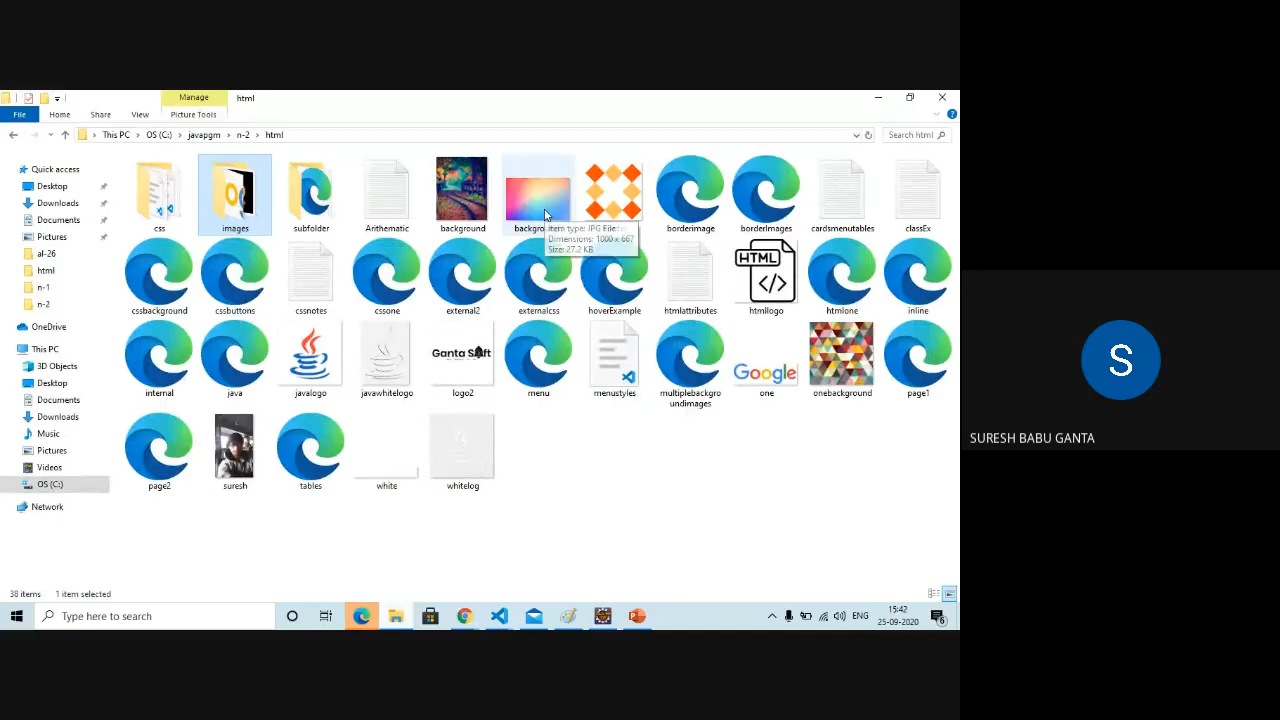 Manage html
File Home Share View Picture Tools
This PC OS (C:) javapgm n-2 html Search html
Quick access
Desktop
Downloads
Documents
Pictures
al-26
html
n-1
n-2
OneDrive
This PC
3D Objects
Desktop
Documents
Downloads
Music
Pictures
Videos
OS (C:)
Network
css images subfolder Arithematic background borderimage borderImages cardsmenutables classEx
Item type: JPG File
Dimensions: 1000 x 667
Size: 27.2 KB
HTML
cssbackground cssbuttons cssnotes cssone external2 externalcss hoverExample htmlattributes htmllogo htmlone inline
Google
internal java javalogo javawhitelogo logo2 menu menustyles multiplebackgroundimages one onebackground page1
page2 suresh tables white whitelog
38 items 1 item selected
Type here to search
ENG
15:42
25-09-2020
6
S
SURESH BABU GANTA